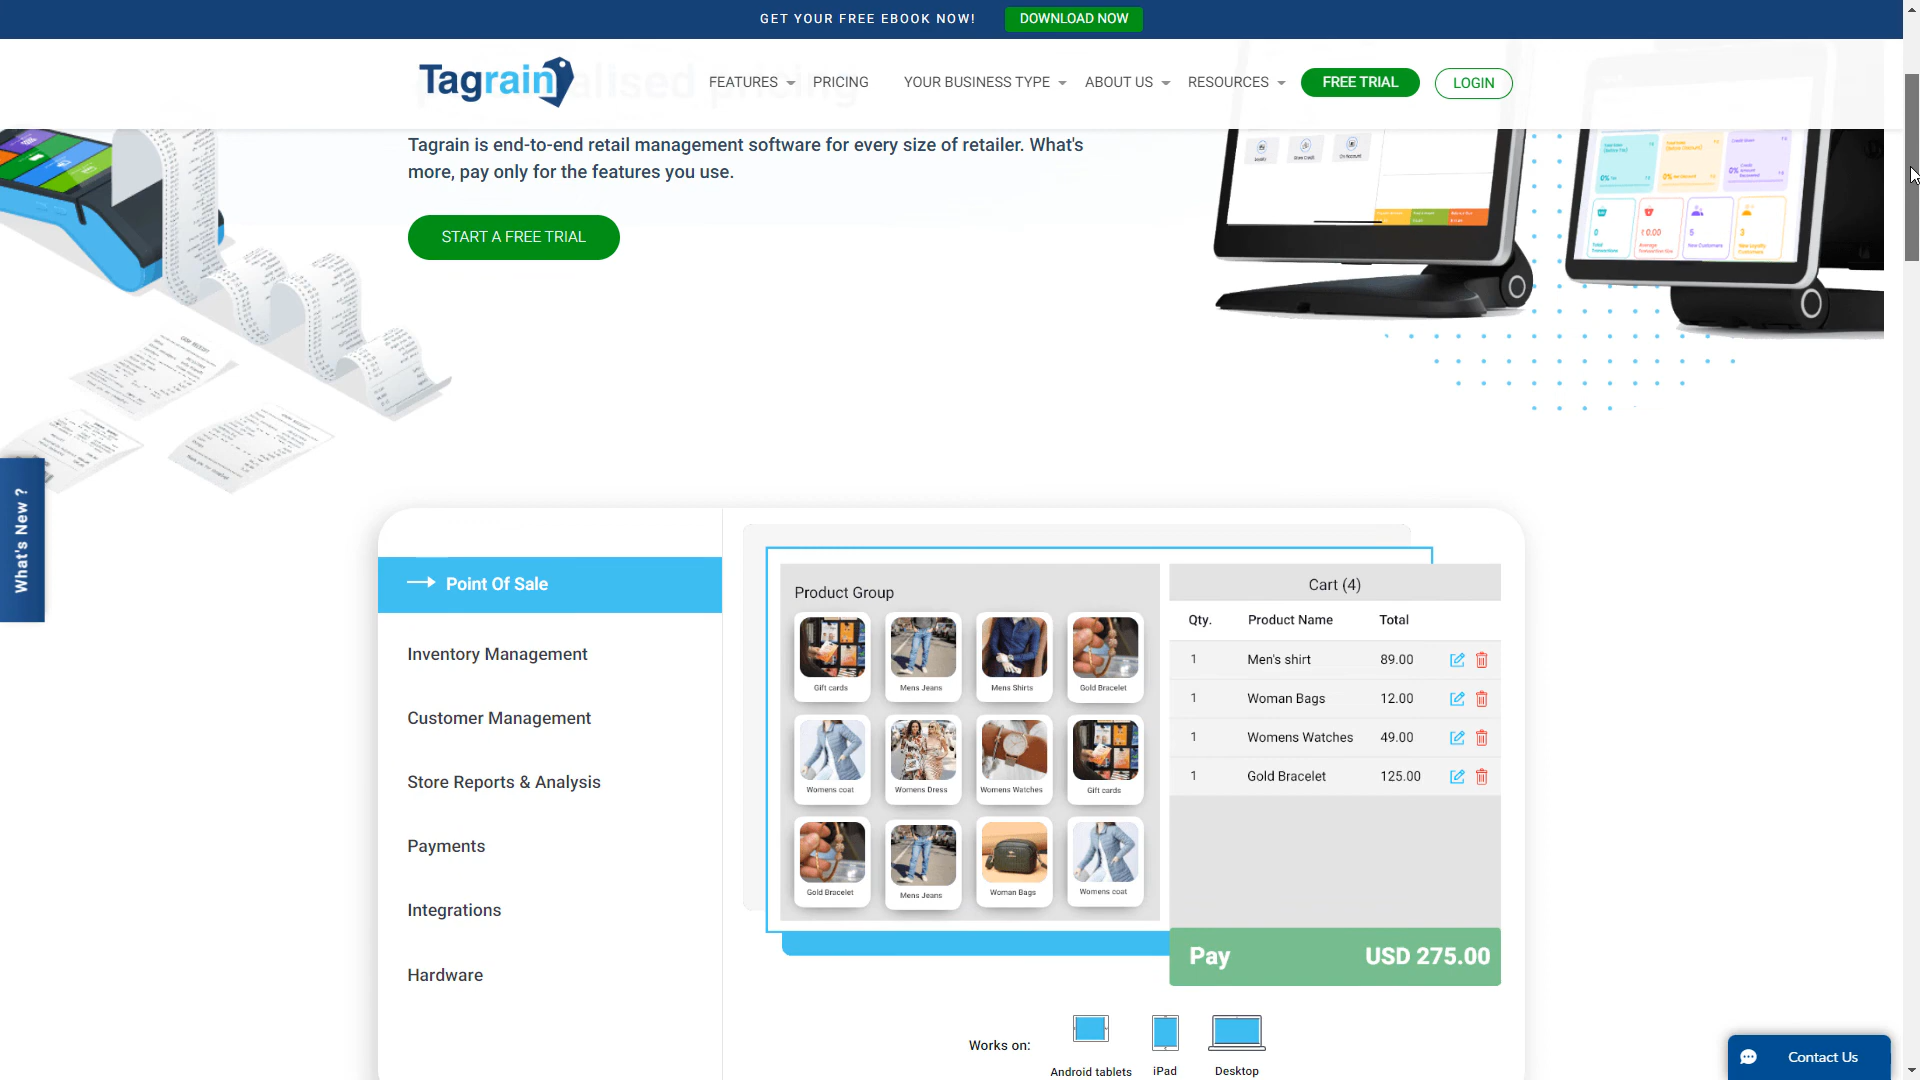 GET YOUR FREE EBOOK NOW!
DOWNLOAD NOW
Tagrain
FEATURES
PRICING
YOUR BUSINESS TYPE
ABOUT US
RESOURCES
FREE TRIAL
LOGIN
Tagrain is end-to-end retail management software for every size of retailer. What's
more, pay only for the features you use.
START A FREE TRIAL
What's New ?
Point Of Sale
Inventory Management
Customer Management
Store Reports & Analysis
Payments
Integrations
Hardware
Product Group
Gift cards
Mens Jeans
Mens Shirts
Gold Bracelet
Womens coat
Womens Dress
Womens Watches
Gift cards
Gold Bracelet
Mens Jeans
Woman Bags
Womens coat
Cart (4)
Qty. Product Name Total
1 Men's shirt 89.00
1 Woman Bags 12.00
1 Womens Watches 49.00
1 Gold Bracelet 125.00
Pay USD 275.00
Works on:
Android tablets
iPad
Desktop
Contact Us